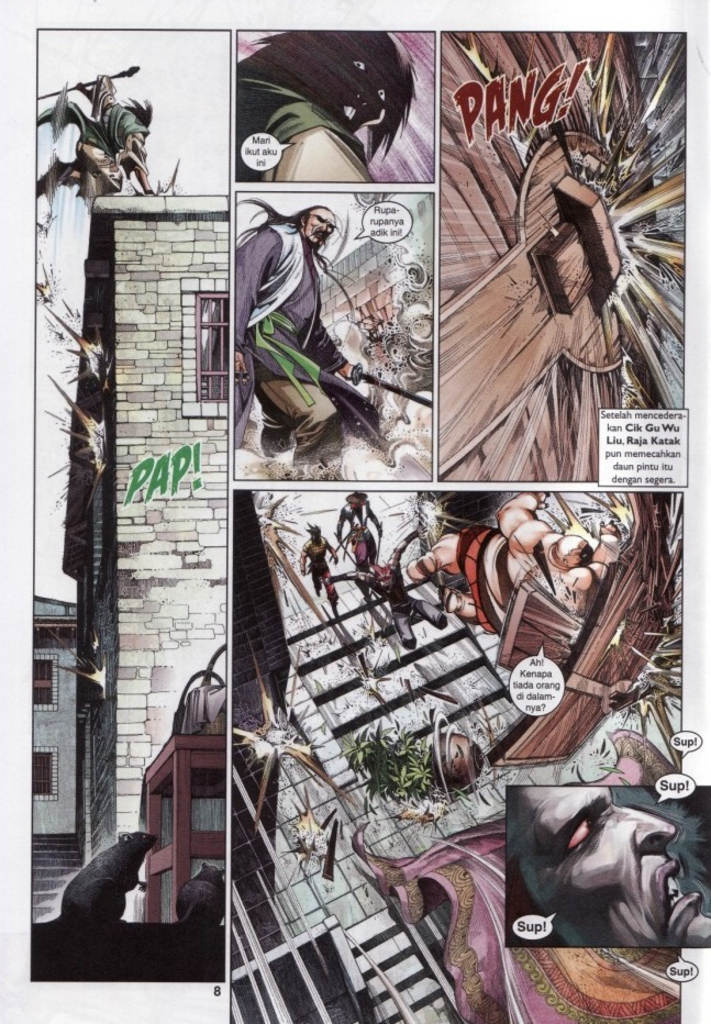 PAP!
Mari
ikut aku
ini
Rupa-
rupanya
adik ini!
PANG!
Setelah mencedera-
kan Cik Gu Wu
Liu, Raja Katak
pun memecahkan
daun pintu itu
dengan segera.
Ah!
Kenapa
tiada orang
di dalam-
nya?
Sup!
Sup!
Sup!
Sup!
8